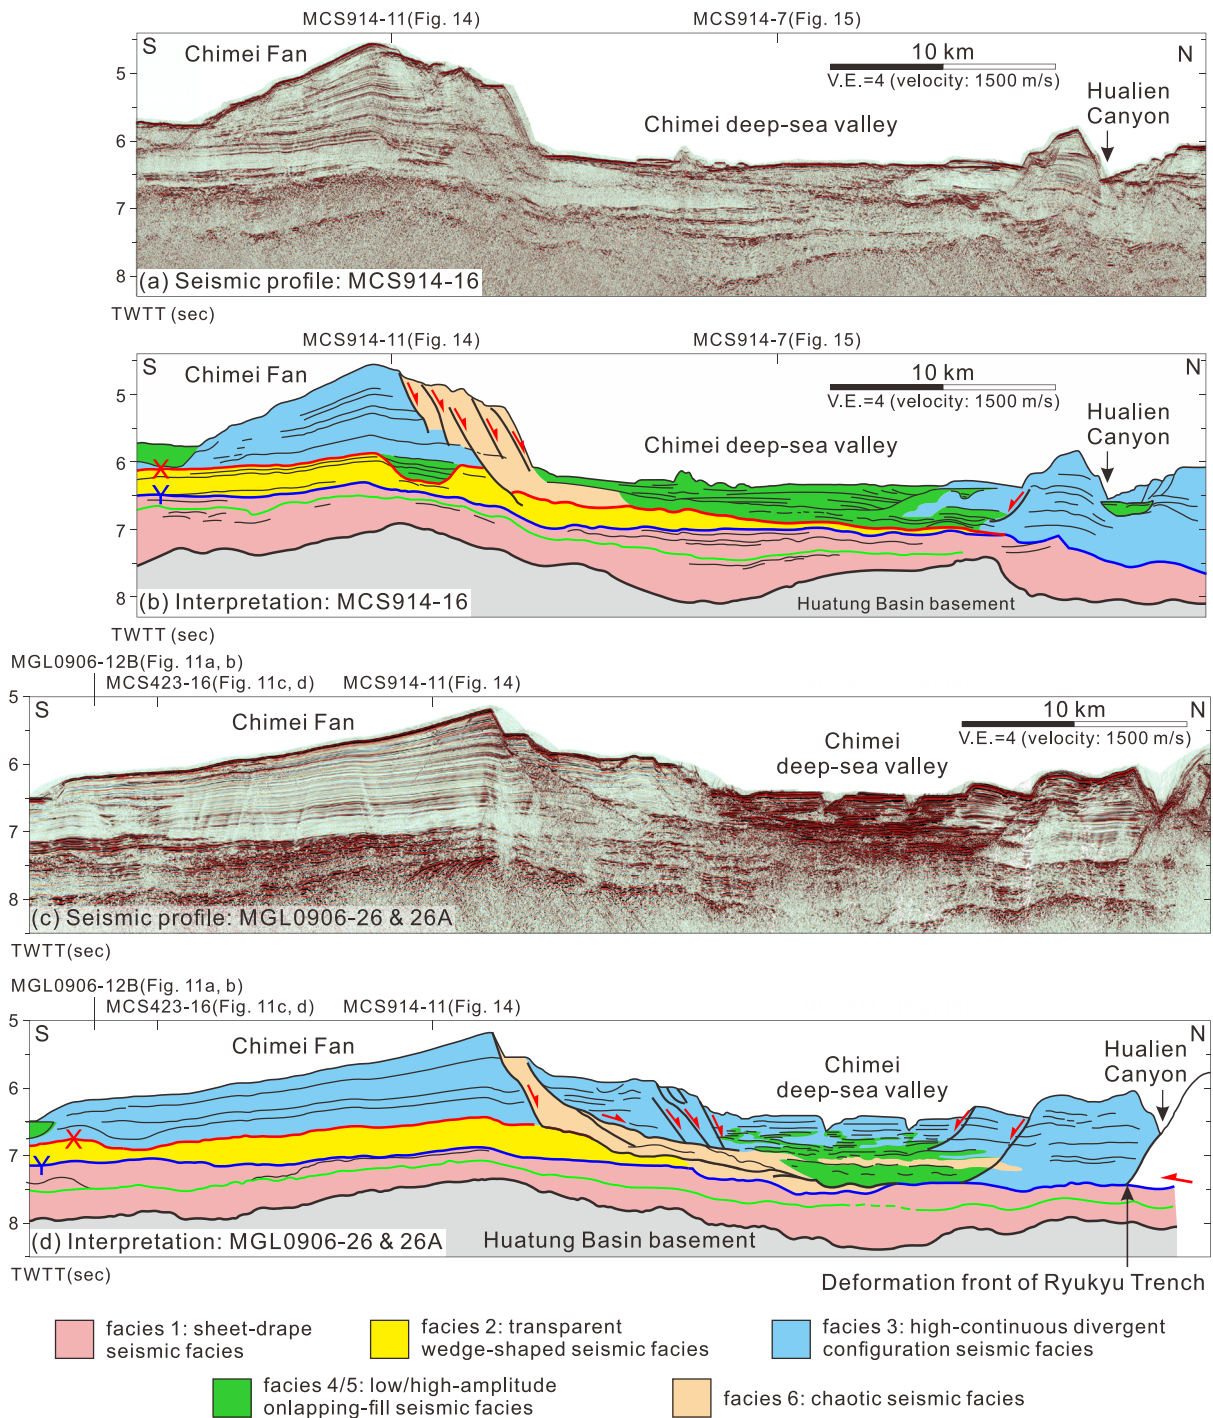 MCS914-11(Fig. 14)
MCS914-7(Fig. 15)
S
Chimei Fan
10 km
N
V.E.=4 (velocity: 1500 m/s)
Hualien
Canyon
Chimei deep-sea valley
5
6
7
8
(a) Seismic profile: MCS914-16
TWTT (sec)
MCS914-11(Fig. 14)
MCS914-7(Fig. 15)
S
Chimei Fan
10 km
N
V.E.=4 (velocity: 1500 m/s)
Hualien
Canyon
Chimei deep-sea valley
5
6
7
8
X
Y
(b) Interpretation: MCS914-16
Huatung Basin basement
TWTT (sec)
MGL0906-12B(Fig. 11a, b)
MCS423-16(Fig. 11c, d)
MCS914-11(Fig. 14)
S
Chimei Fan
10 km
N
V.E.=4 (velocity: 1500 m/s)
Chimei
deep-sea valley
5
6
7
8
(c) Seismic profile: MGL0906-26 & 26A
TWTT(sec)
MGL0906-12B(Fig. 11a, b)
MCS423-16(Fig. 11c, d)
MCS914-11(Fig. 14)
S
Chimei Fan
N
Hualien
Canyon
Chimei
deep-sea valley
5
6
7
8
X
Y
(d) Interpretation: MGL0906-26 & 26A
Huatung Basin basement
TWTT(sec)
Deformation front of Ryukyu Trench
facies 1: sheet-drape
seismic facies
facies 2: transparent
wedge-shaped seismic facies
facies 3: high-continuous divergent
configuration seismic facies
facies 4/5: low/high-amplitude
onlapping-fill seismic facies
facies 6: chaotic seismic facies